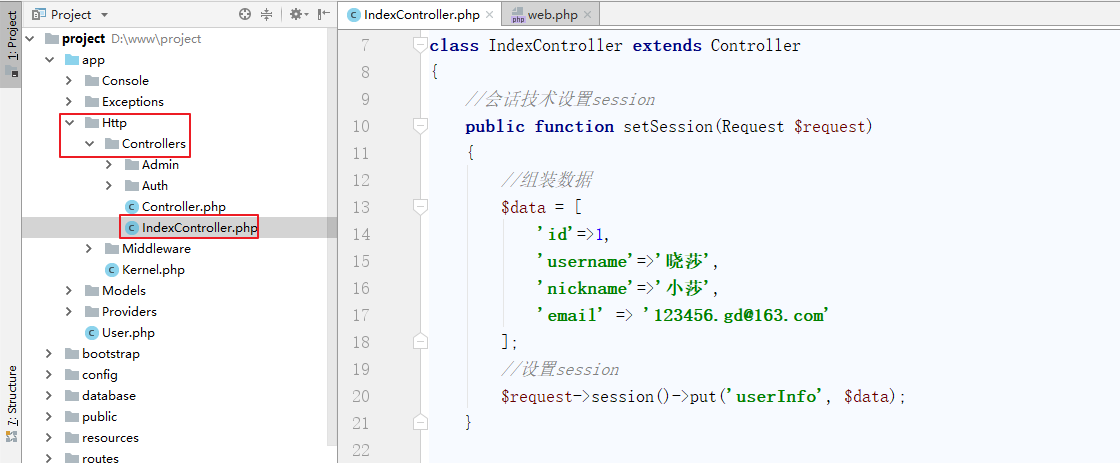 1: Project
7: Structure
Project
project D:\www\project
app
Console
Exceptions
Http
Controllers
Admin
Auth
Controller.php
IndexController.php
Middleware
Kernel.php
Models
Providers
User.php
bootstrap
config
database
public
resources
routes
IndexController.php
web.php
7 class IndexController extends Controller
8 {
9 //会话技术设置session
10 public function setSession(Request $request)
11 {
12 //组装数据
13 $data = [
14 'id'=>1,
15 'username'=>'晓莎',
16 'nickname'=>'小莎',
17 'email' => '123456.gd@163.com'
18 ];
19 //设置session
20 $request->session()->put('userInfo', $data);
21 }
22